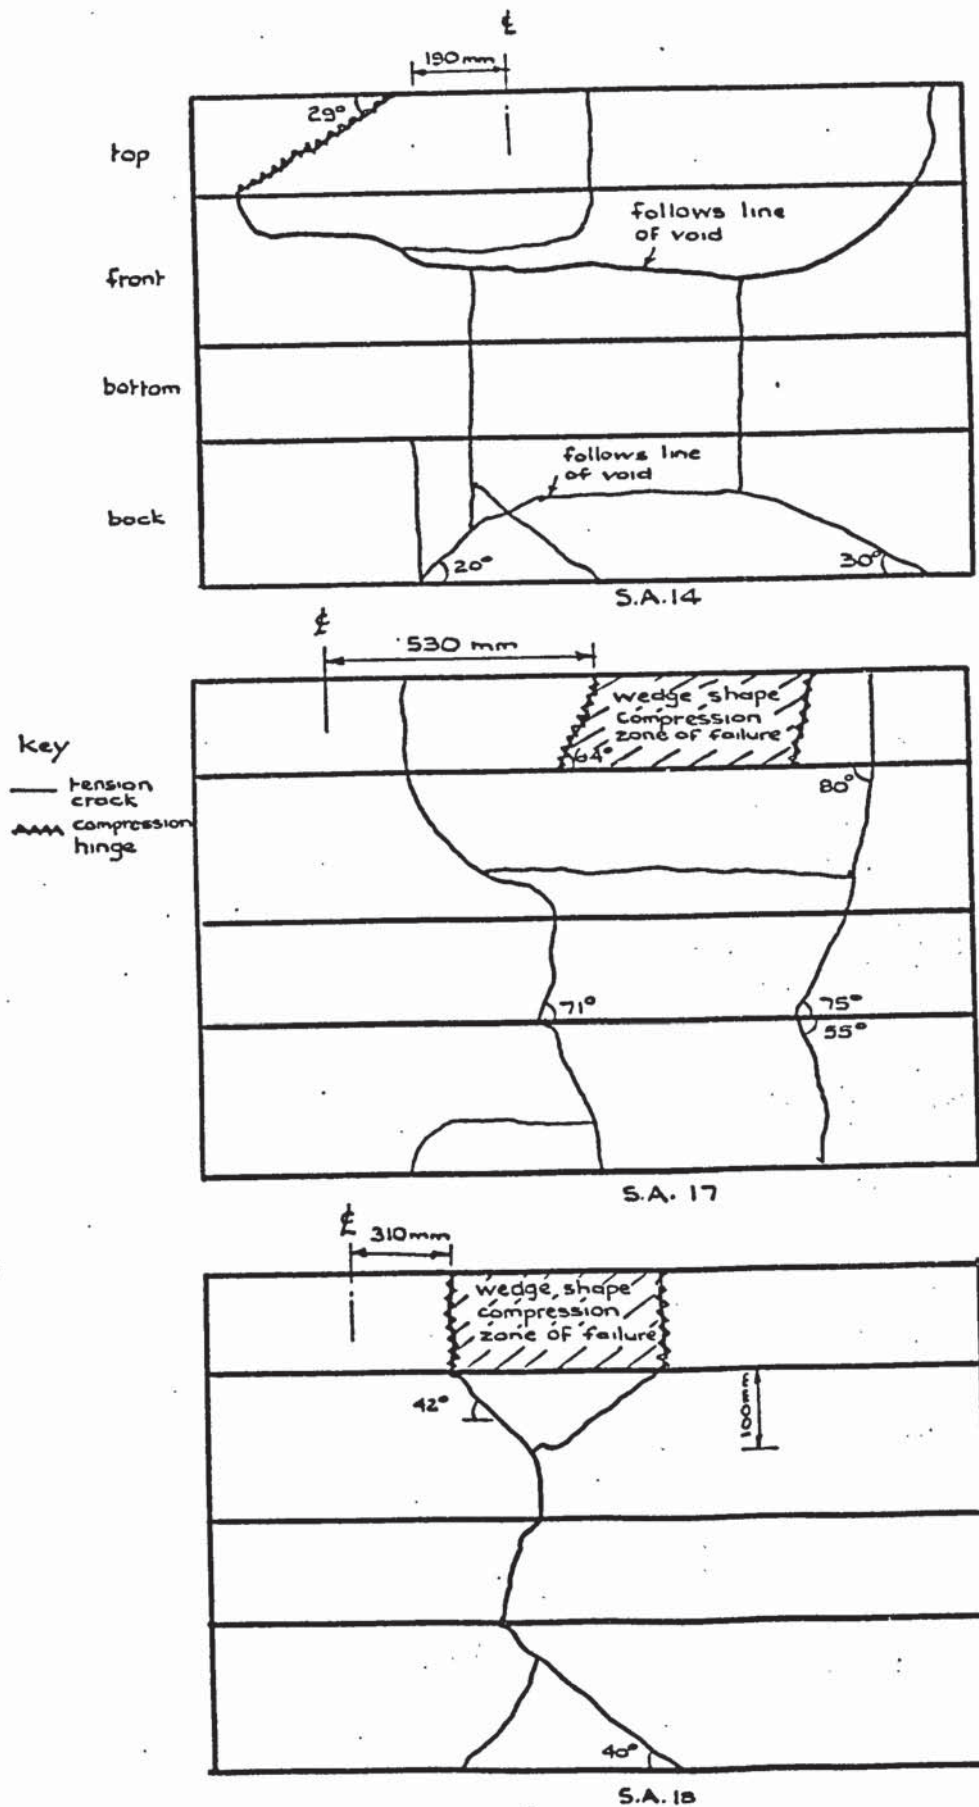 ℄
190mm
29°
top
follows line
of void
front
bottom
follows line
of void
back
20°
30°
S.A.14
℄
530 mm
wedge shape
compression
zone of failure
64°
80°
key
tension
crack
compression
hinge
71°
75°
55°
S.A. 17
℄
310mm
wedge shape
compression
zone of failure
42°
100mm
40°
S.A.18